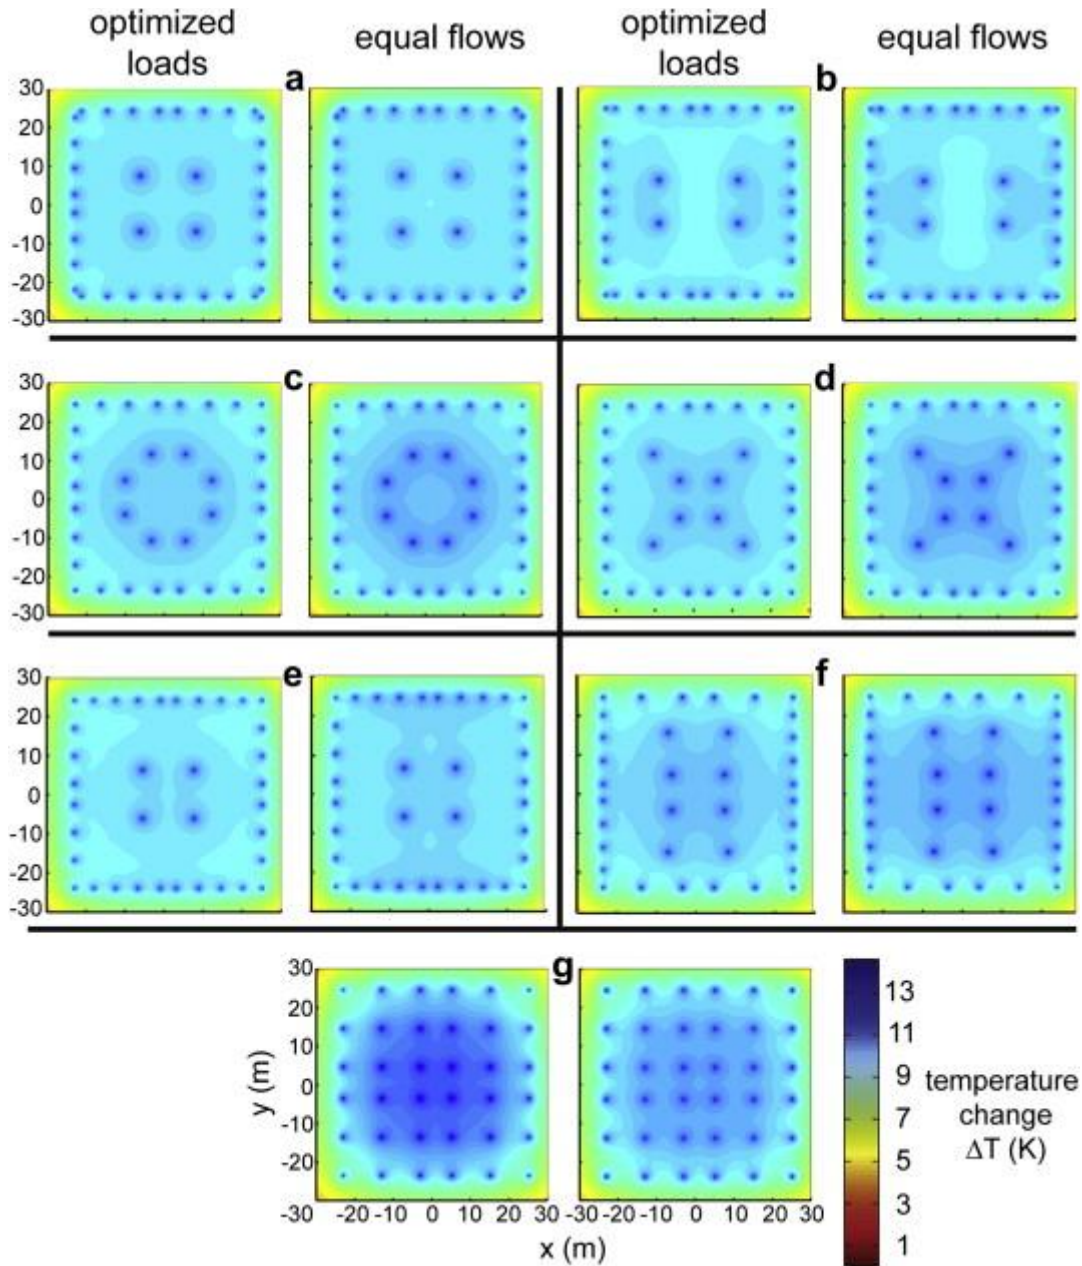 optimized loads
equal flows
optimized loads
equal flows
a
b
30
20
10
0
-10
-20
-30
c
d
30
20
10
0
-10
-20
-30
e
f
30
20
10
0
-10
-20
-30
g
30
20
10
0
-10
-20
-30 -20 -10 0 10 20 30 -30 -20 -10 0 10 20 30
y (m)
x (m)
13
11
9
7
5
3
1
temperature
change
ΔT (K)